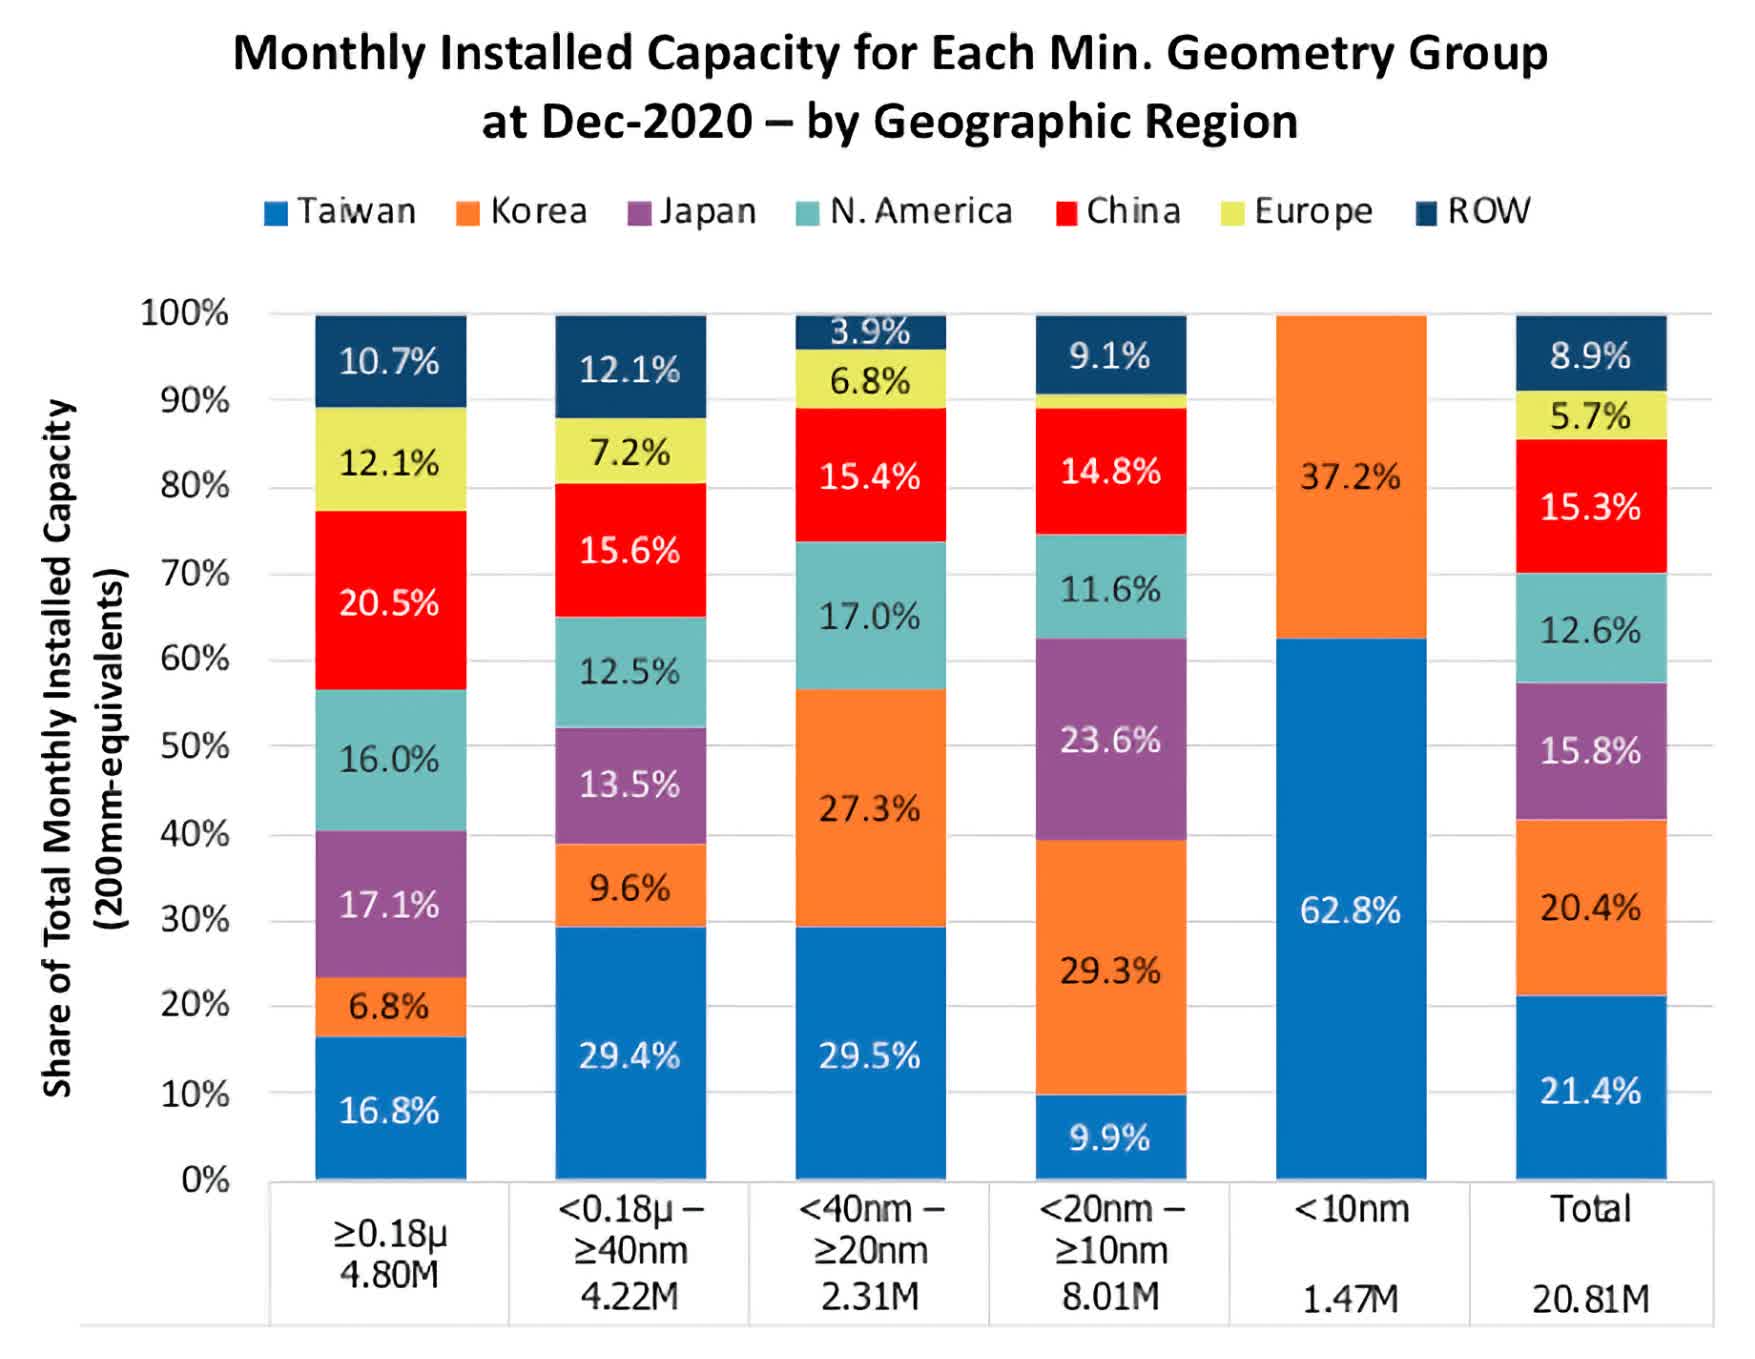 Monthly Installed Capacity for Each Min. Geometry Group
at Dec-2020 – by Geographic Region
Taiwan Korea Japan N. America China Europe ROW
Share of Total Monthly Installed Capacity
(200mm-equivalents)
100%
90%
80%
70%
60%
50%
40%
30%
20%
10%
0%
10.7%
12.1%
20.5%
16.0%
17.1%
6.8%
16.8%
12.1%
7.2%
15.6%
12.5%
13.5%
9.6%
29.4%
3.9%
6.8%
15.4%
17.0%
27.3%
29.5%
9.1%
14.8%
11.6%
23.6%
29.3%
9.9%
37.2%
62.8%
8.9%
5.7%
15.3%
12.6%
15.8%
20.4%
21.4%
≥0.18µ
4.80M
<0.18µ –
≥40nm
4.22M
<40nm –
≥20nm
2.31M
<20nm –
≥10nm
8.01M
<10nm
1.47M
Total
20.81M